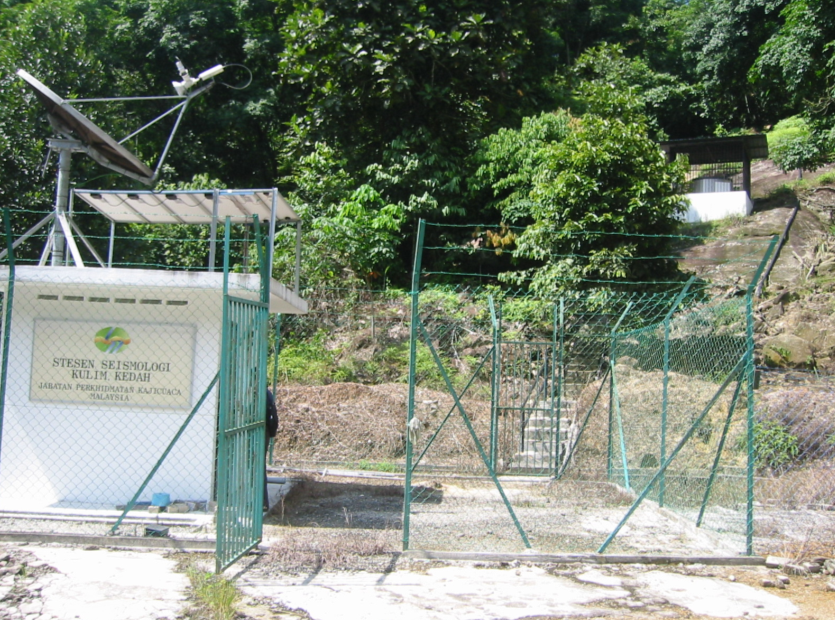 STESEN SEISMOLOGI
KULIM, KEDAH
JABATAN PERKHIDMATAN KAJICUACA
MALAYSIA